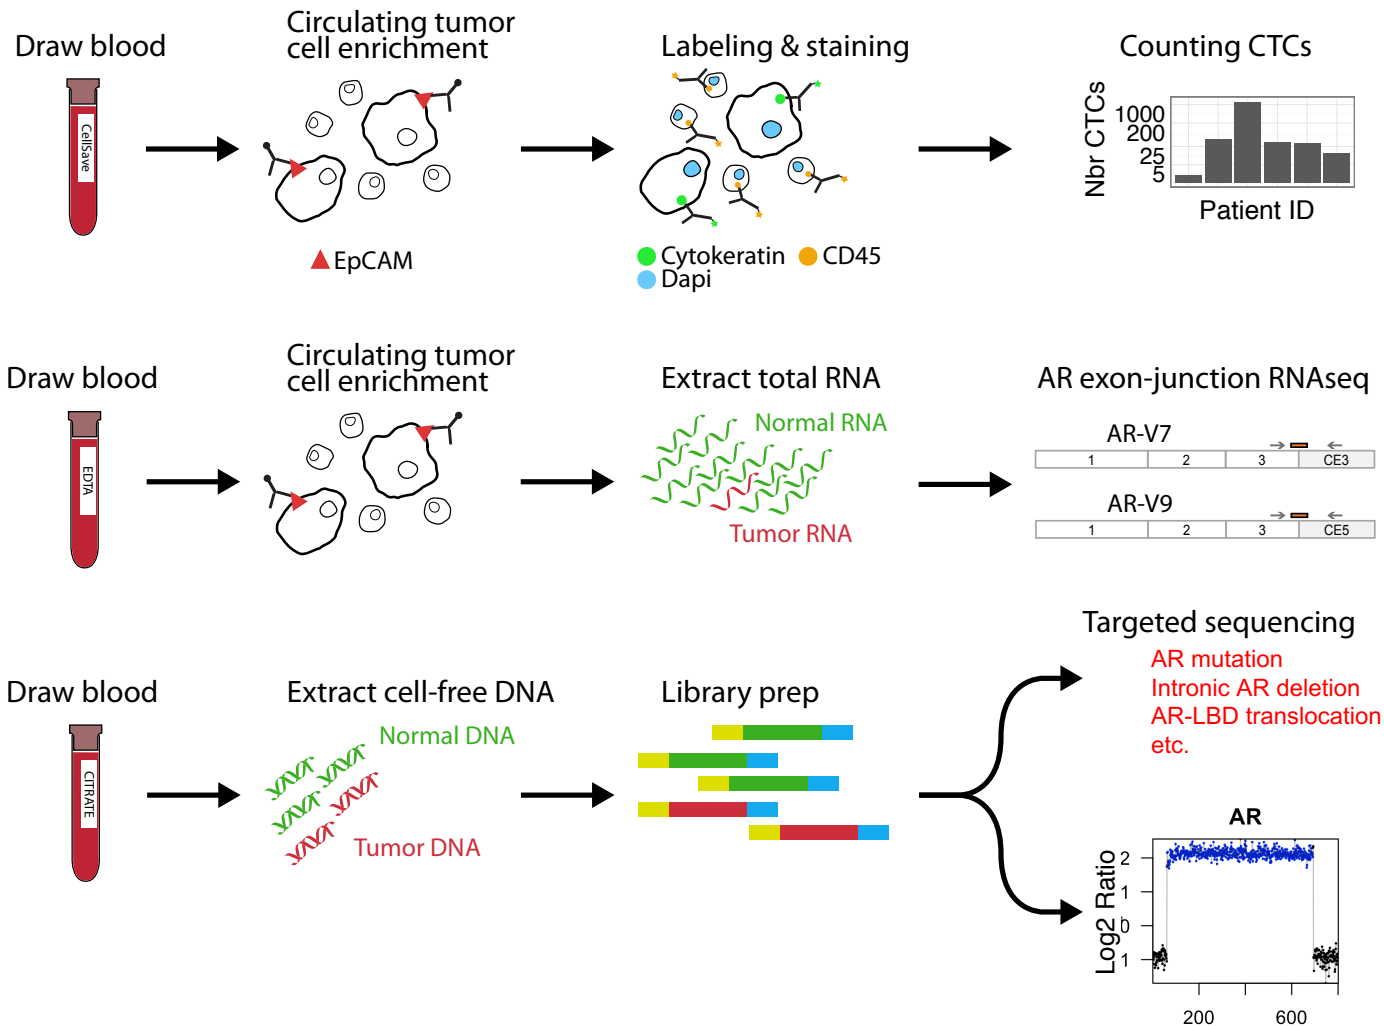 Draw blood
Circulating tumor
cell enrichment
Labeling & staining
Counting CTCs
CellSave
EpCAM
Cytokeratin
CD45
Dapi
Nbr CTCs
1000
200
25
5
Patient ID
Draw blood
Circulating tumor
cell enrichment
Extract total RNA
AR exon-junction RNAseq
EDTA
Normal RNA
Tumor RNA
AR-V7
1 2 3 CE3
AR-V9
1 2 3 CE5
Draw blood
Extract cell-free DNA
Library prep
Targeted sequencing
AR mutation
Intronic AR deletion
AR-LBD translocation
etc.
CITRATE
Normal DNA
Tumor DNA
AR
Log2 Ratio
2
1
0
1
200 600